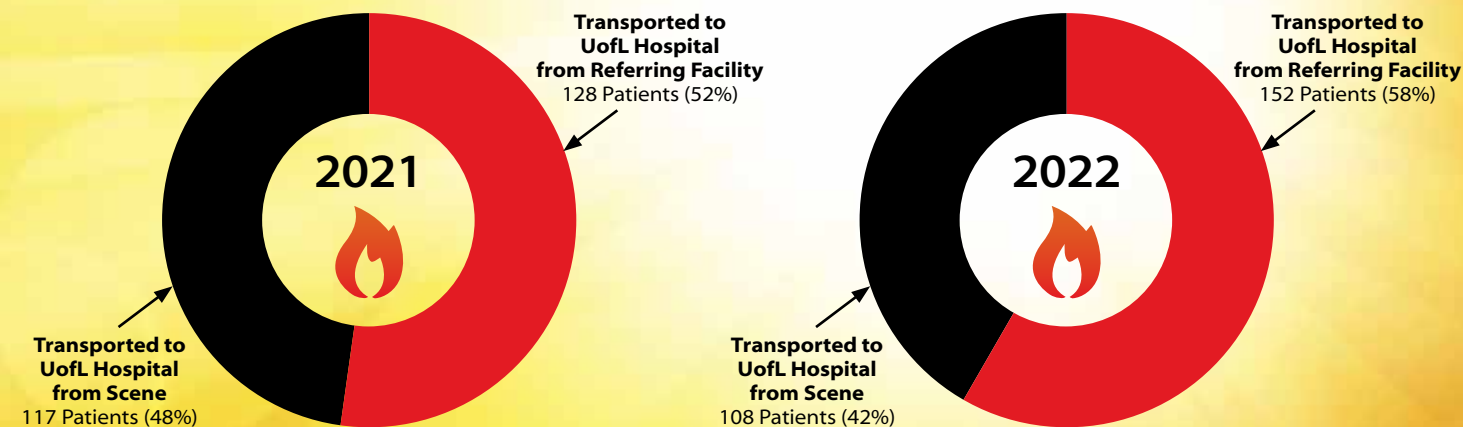 Transported to
UofL Hospital
from Referring Facility
128 Patients (52%)
2021
Transported to
UofL Hospital
from Scene
117 Patients (48%)
Transported to
UofL Hospital
from Referring Facility
152 Patients (58%)
2022
Transported to
UofL Hospital
from Scene
108 Patients (42%)